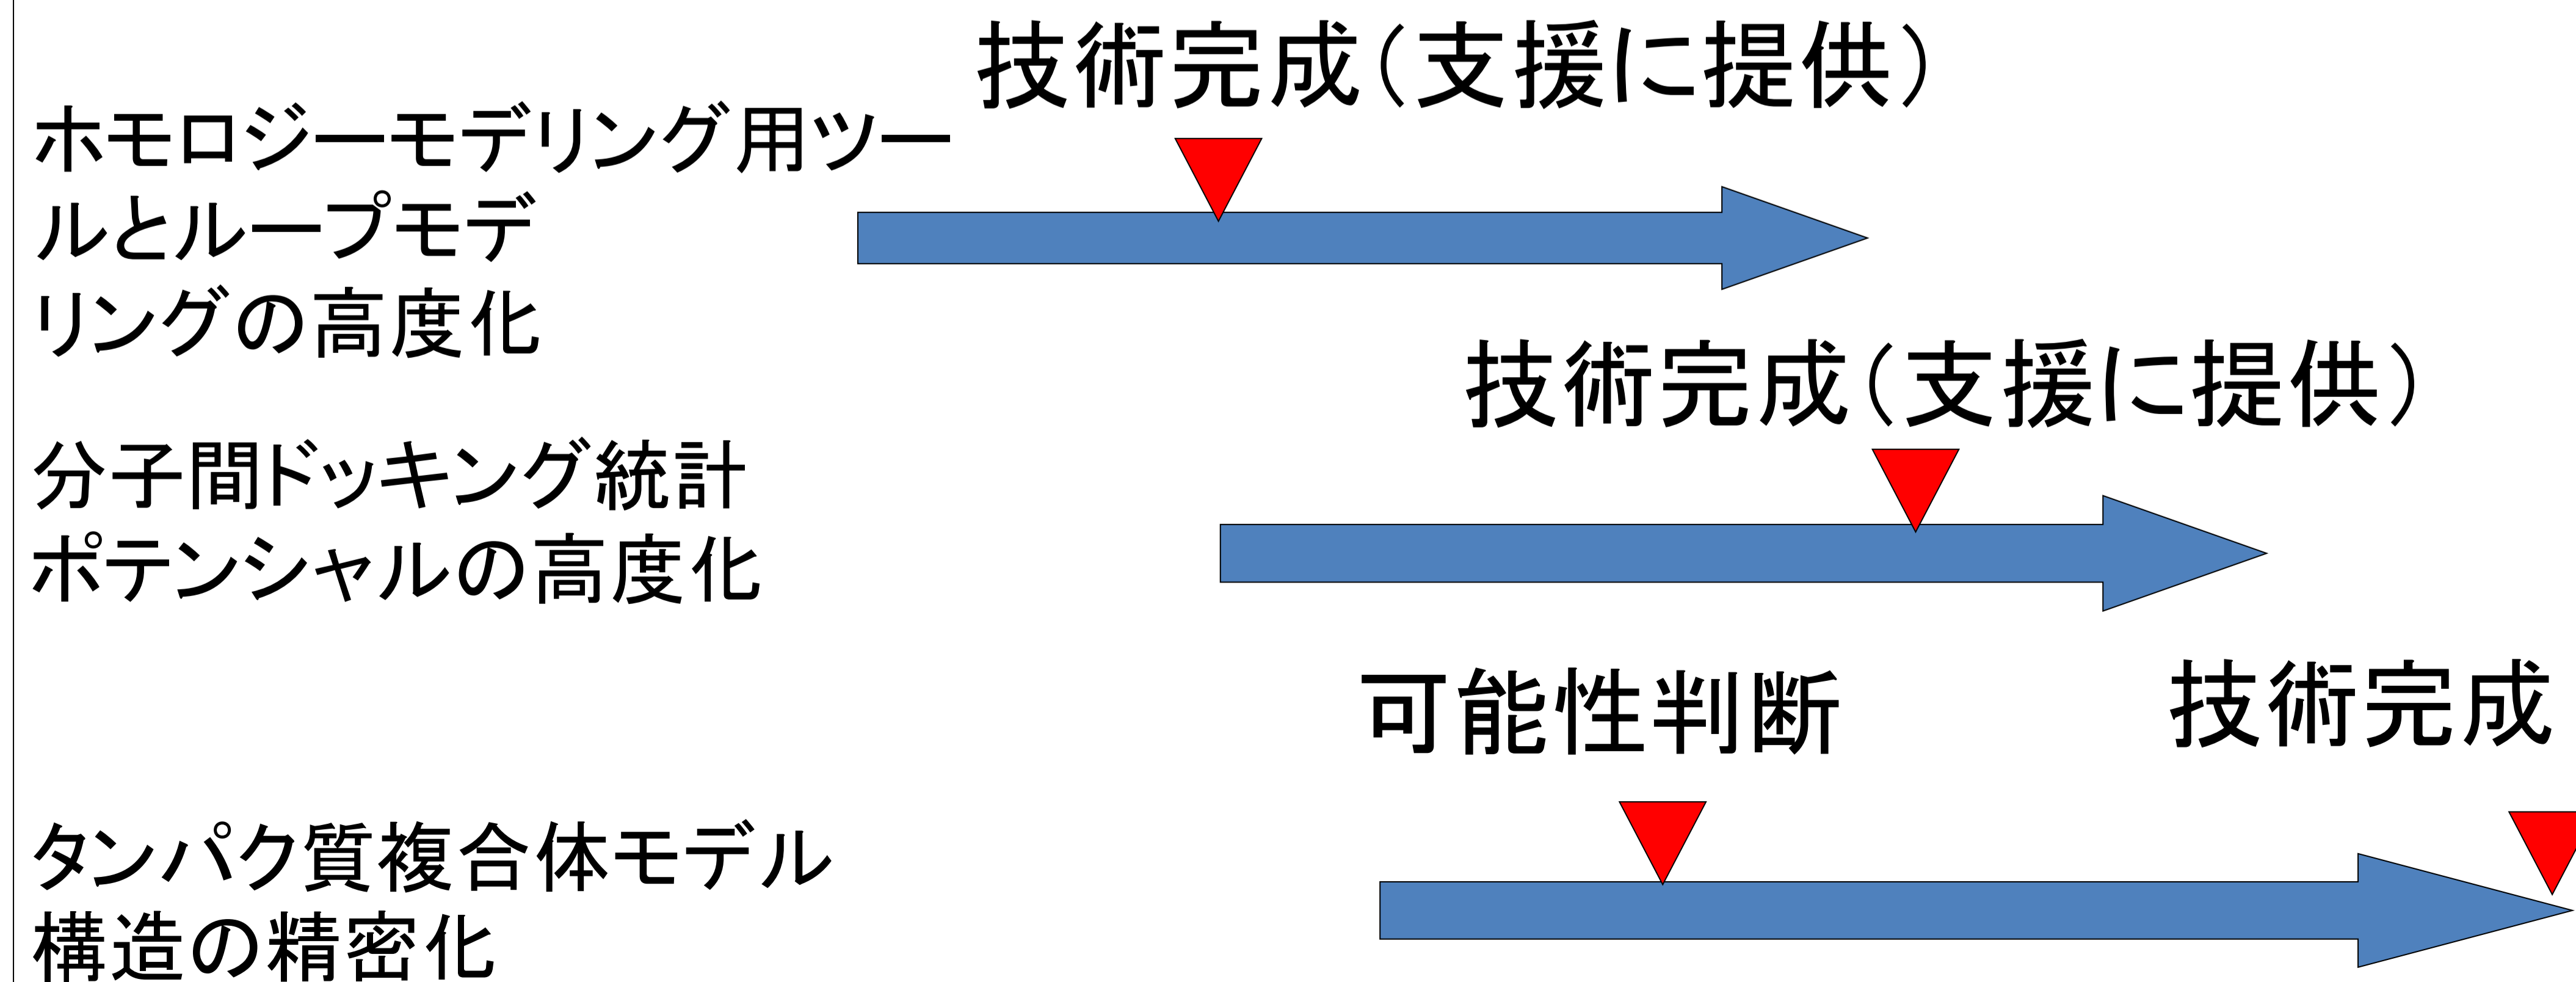 技術完成(支援に提供)
ホモロジーモデリング用ツー
ルとループモデ
リングの高度化
技術完成(支援に提供)
分子間ドッキング統計
ポテンシャルの高度化
可能性判断
技術完成
タンパク質複合体モデル
構造の精密化